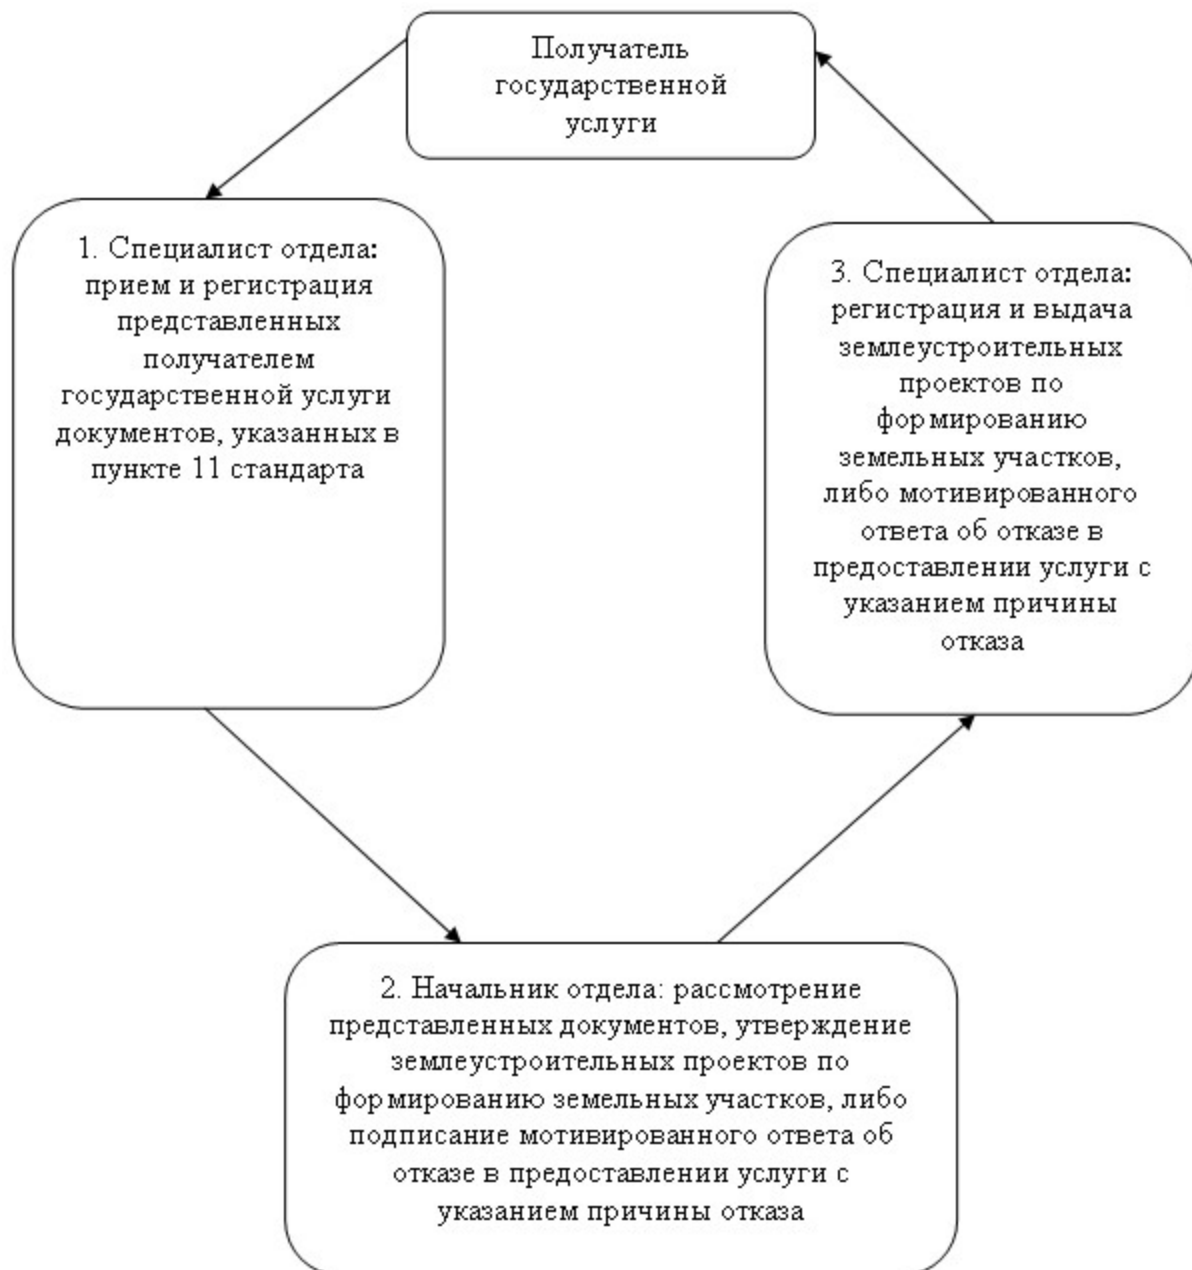 Получатель
государственной
услуги
1. Специалист отдела:
прием и регистрация
представленных
получателем
государственной услуги
документов, указанных в
пункте 11 стандарта
2. Начальник отдела: рассмотрение
представленных документов, утверждение
землеустроительных проектов по
формированию земельных участков, либо
подписание мотивированного ответа об
отказе в предоставлении услуги с
указанием причины отказа
3. Специалист отдела:
регистрация и выдача
землеустроительных
проектов по
формированию
земельных участков,
либо мотивированного
ответа об отказе в
предоставлении услуги с
указанием причины
отказа